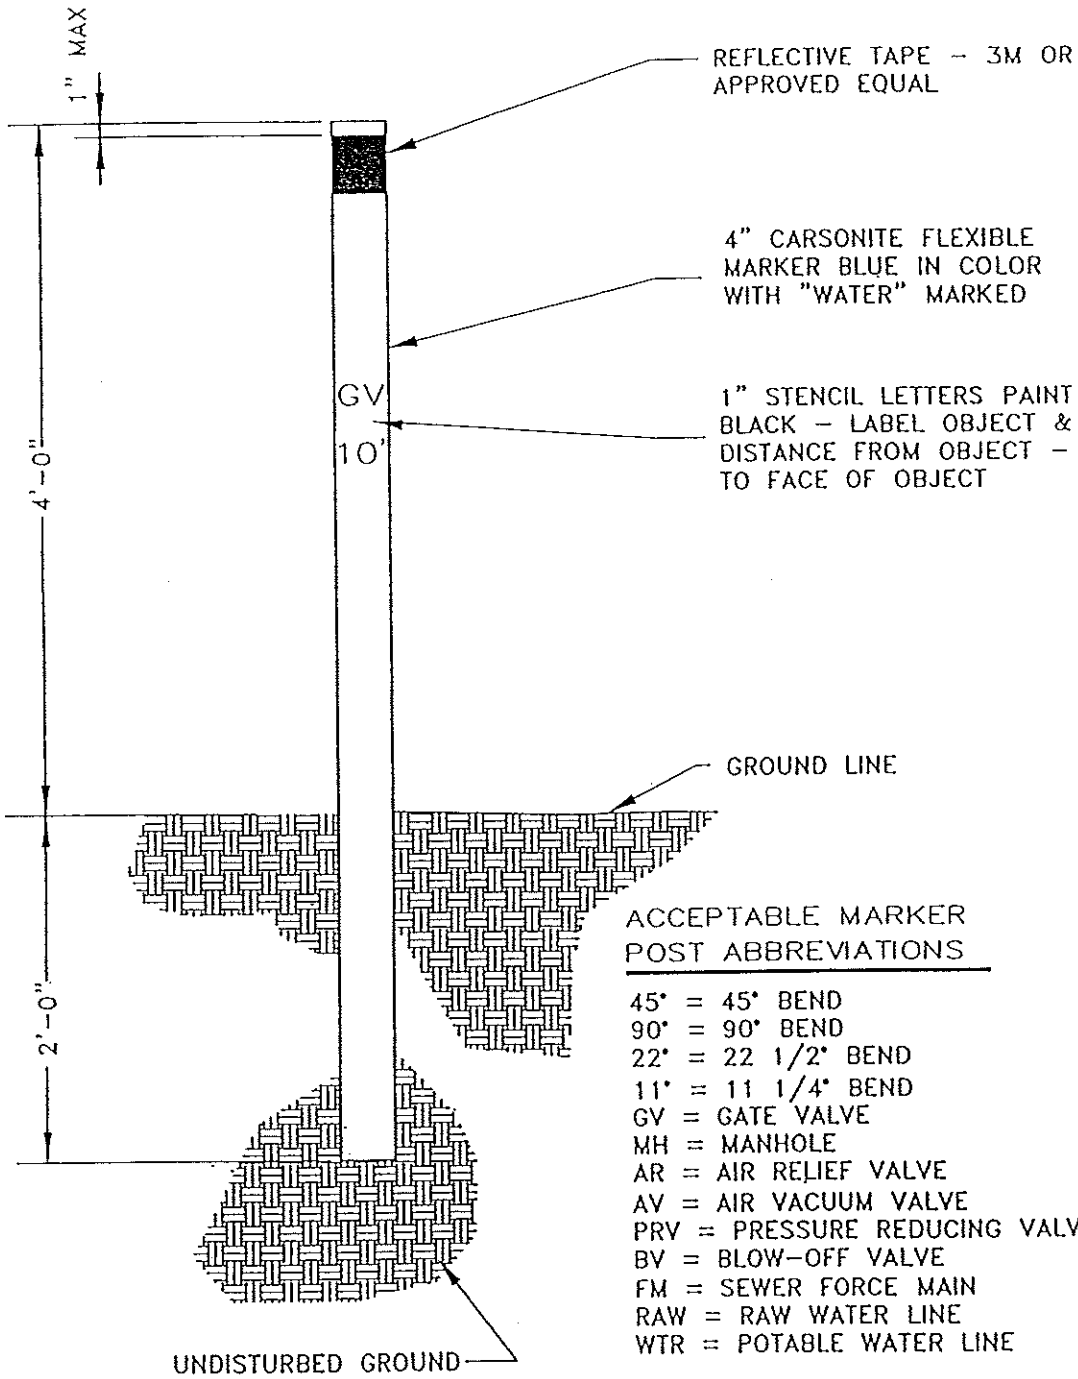 1" MAX
REFLECTIVE TAPE – 3M OR
APPROVED EQUAL
4" CARSONITE FLEXIBLE
MARKER BLUE IN COLOR
WITH "WATER" MARKED
GV
10'
1" STENCIL LETTERS PAINT
BLACK – LABEL OBJECT &
DISTANCE FROM OBJECT –
TO FACE OF OBJECT
4'-0"
GROUND LINE
2'-0"
ACCEPTABLE MARKER
POST ABBREVIATIONS
45° = 45° BEND
90° = 90° BEND
22° = 22 1/2° BEND
11° = 11 1/4° BEND
GV = GATE VALVE
MH = MANHOLE
AR = AIR RELIEF VALVE
AV = AIR VACUUM VALVE
PRV = PRESSURE REDUCING VALV
BV = BLOW-OFF VALVE
FM = SEWER FORCE MAIN
RAW = RAW WATER LINE
WTR = POTABLE WATER LINE
UNDISTURBED GROUND